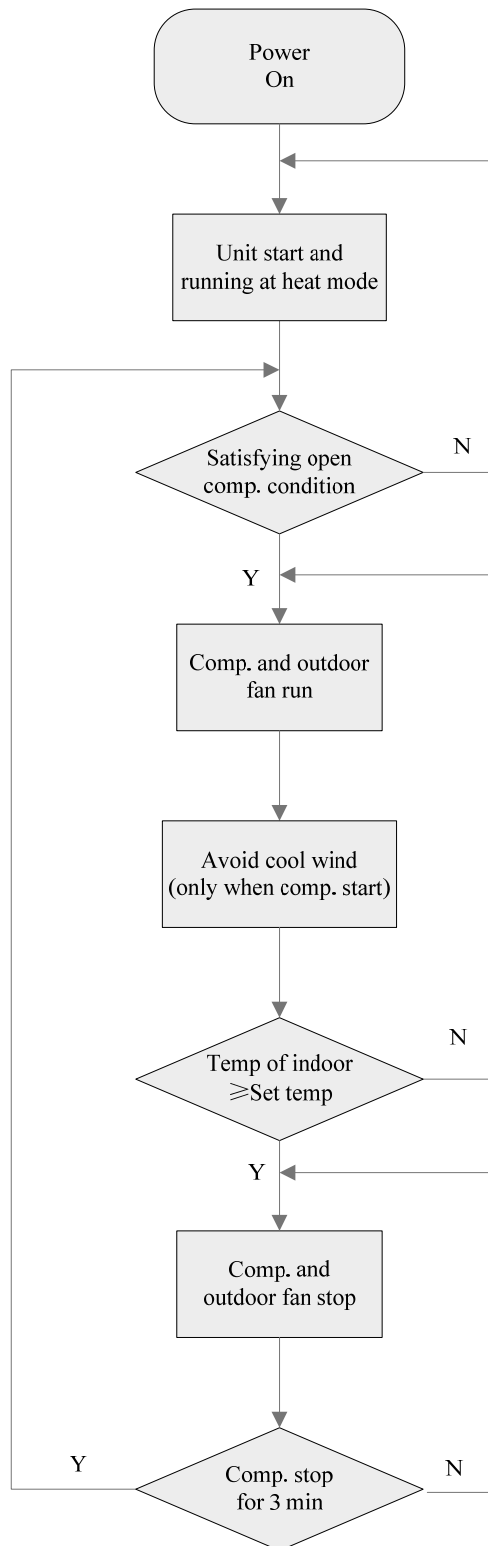 Power
On
Unit start and
running at heat mode
Satisfying open
comp. condition
N
Y
Comp. and outdoor
fan run
Avoid cool wind
(only when comp. start)
Temp of indoor
≥Set temp
N
Y
Comp. and
outdoor fan stop
Y
Comp. stop
for 3 min
N